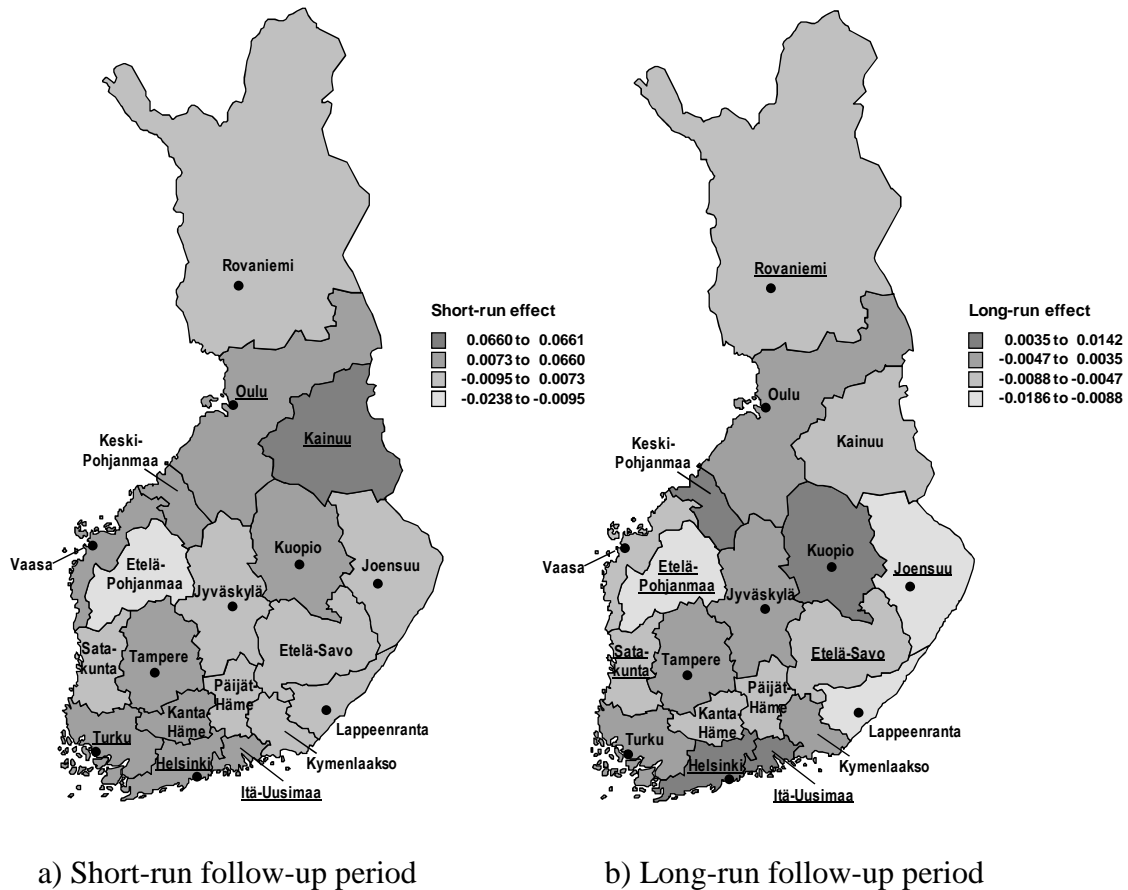 Rovaniemi
Short-run effect
0.0660 to 0.0661
0.0073 to 0.0660
-0.0095 to 0.0073
-0.0238 to -0.0095
Oulu
Kainuu
Keski-
Pohjanmaa
Vaasa
Etelä-
Pohjanmaa
Kuopio
Joensuu
Jyväskylä
Sata-
kunta
Tampere
Etelä-Savo
Päijät-
Häme
Kanta-
Häme
Lappeenranta
Turku
Helsinki
Kymenlaakso
Itä-Uusimaa
a) Short-run follow-up period
Rovaniemi
Long-run effect
0.0035 to 0.0142
-0.0047 to 0.0035
-0.0088 to -0.0047
-0.0186 to -0.0088
Oulu
Kainuu
Keski-
Pohjanmaa
Vaasa
Etelä-
Pohjanmaa
Kuopio
Joensuu
Jyväskylä
Sata-
kunta
Tampere
Etelä-Savo
Päijät-
Häme
Kanta-
Häme
Lappeenranta
Turku
Helsinki
Kymenlaakso
Itä-Uusimaa
b) Long-run follow-up period